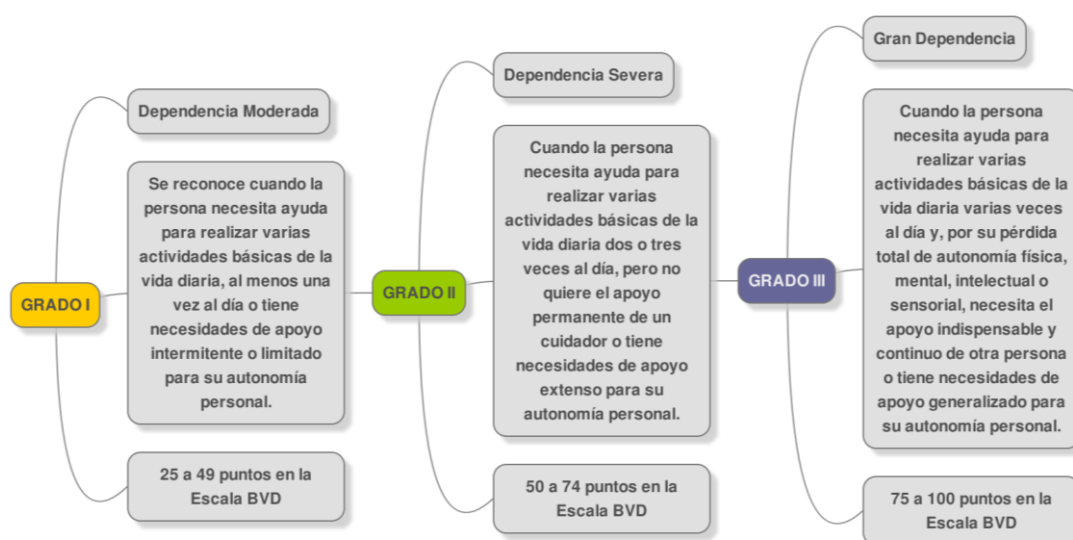 GRADO I
Dependencia Moderada
Se reconoce cuando la
persona necesita ayuda
para realizar varias
actividades básicas de la
vida diaria, al menos una
vez al día o tiene
necesidades de apoyo
intermitente o limitado
para su autonomía
personal.
25 a 49 puntos en la
Escala BVD
GRADO II
Dependencia Severa
Cuando la persona
necesita ayuda para
realizar varias
actividades básicas de la
vida diaria dos o tres
veces al día, pero no
quiere el apoyo
permanente de un
cuidador o tiene
necesidades de apoyo
extenso para su
autonomía personal.
50 a 74 puntos en la
Escala BVD
GRADO III
Gran Dependencia
Cuando la persona
necesita ayuda para
realizar varias
actividades básicas de la
vida diaria varias veces
al día y, por su pérdida
total de autonomía física,
mental, intelectual o
sensorial, necesita el
apoyo indispensable y
continuo de otra persona
o tiene necesidades de
apoyo generalizado para
su autonomía personal.
75 a 100 puntos en la
Escala BVD